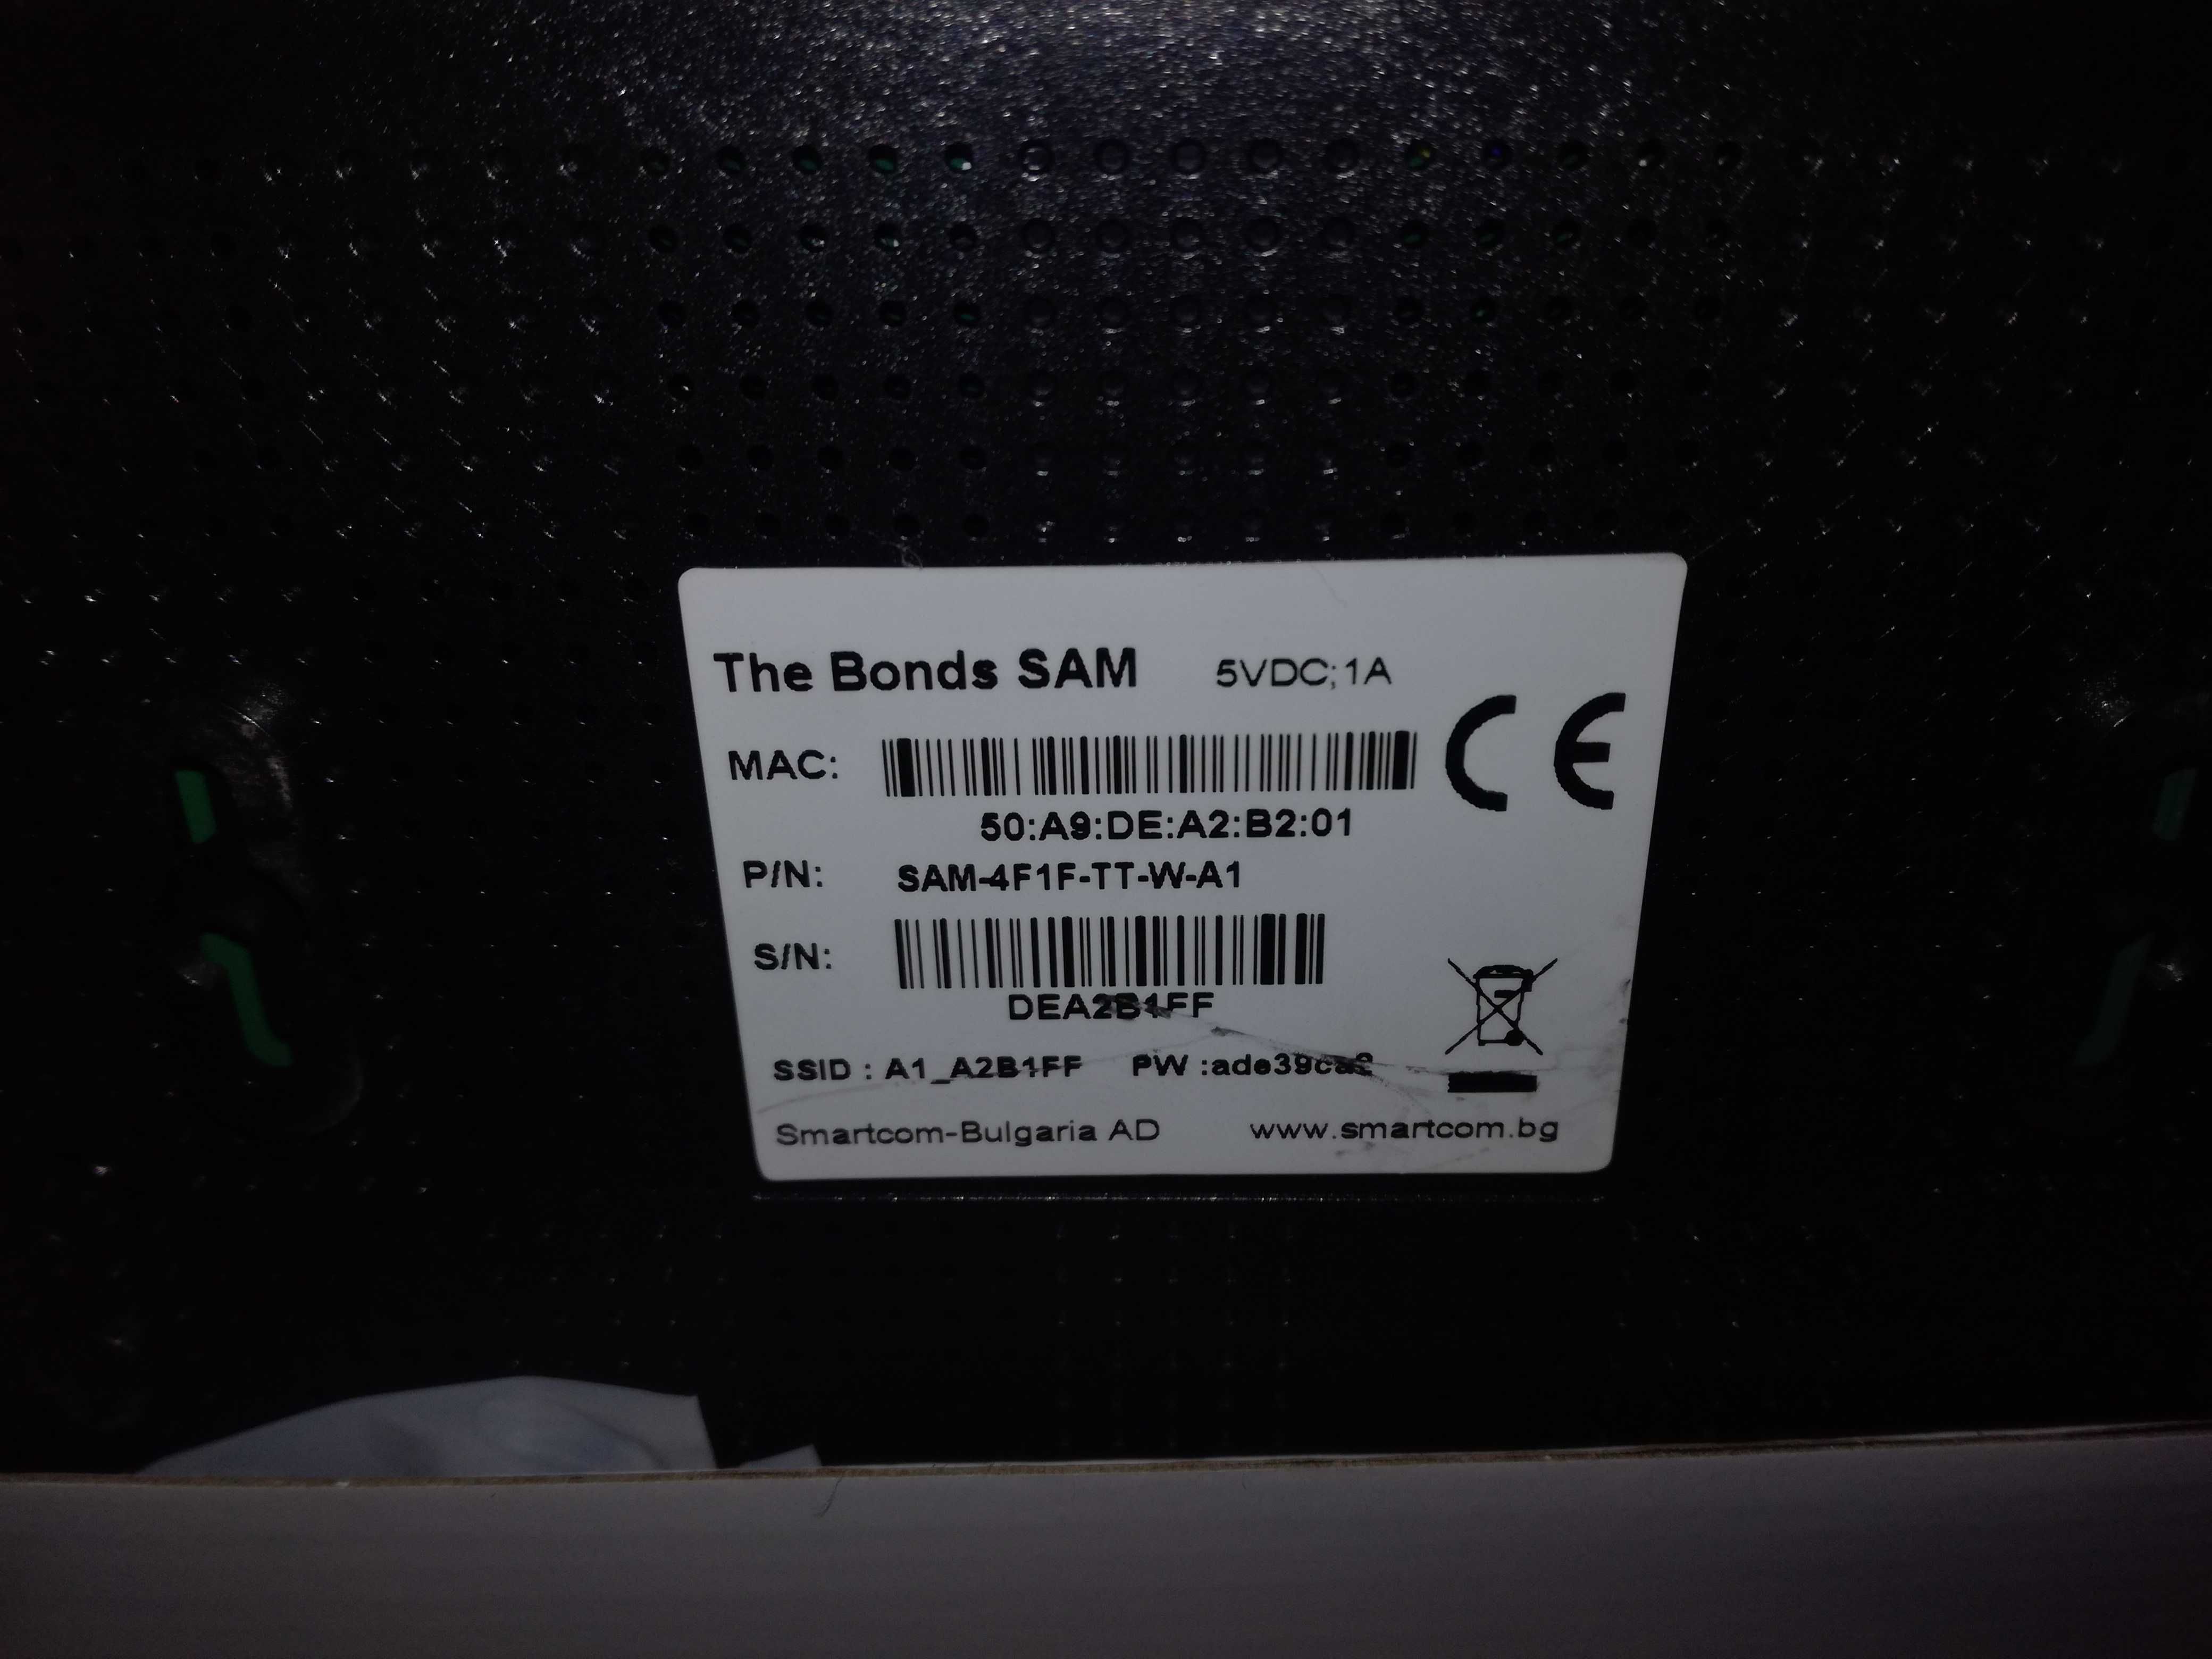 The Bonds SAM 5VDC;1A
MAC:
CE
50:A9:DE:A2:B2:01
P/N: SAM-4F1F-TT-W-A1
S/N:
DEA2B1FF
SSID : A1_A2B1FF PW :
Smartcom-Bulgaria AD www.smartcom.bg